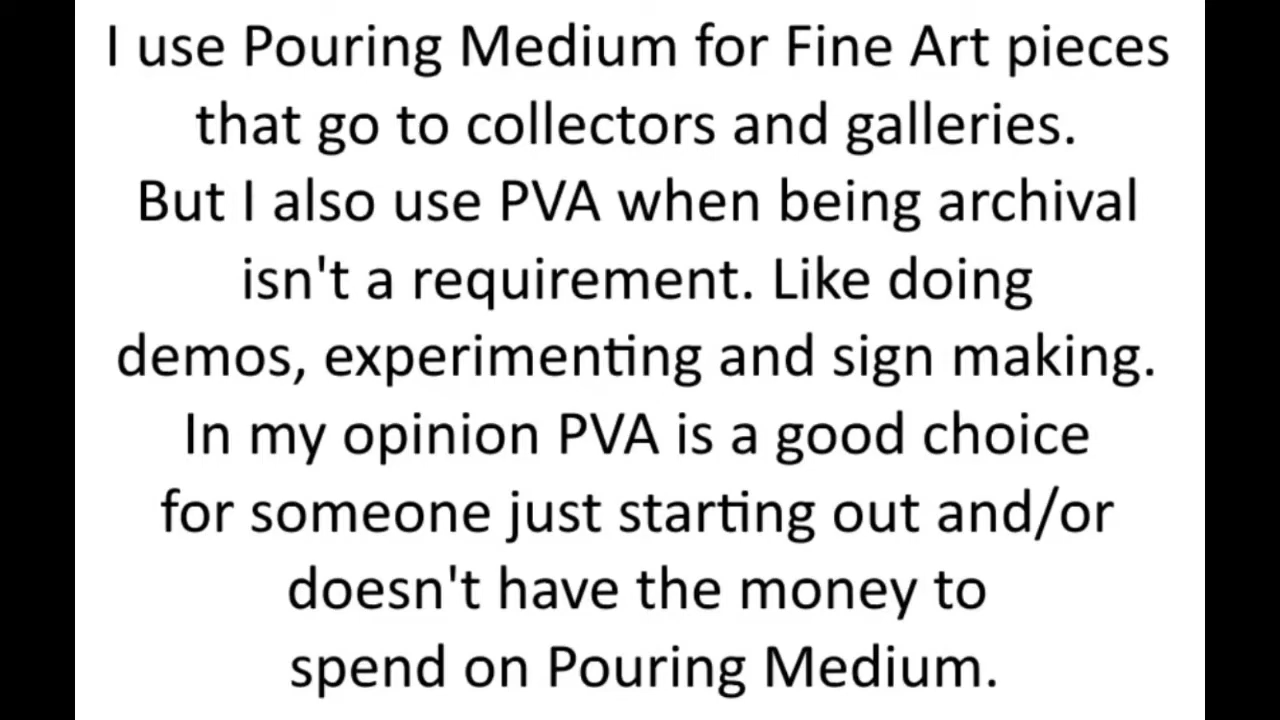 I use Pouring Medium for Fine Art pieces
that go to collectors and galleries.
But I also use PVA when being archival
isn't a requirement. Like doing
demos, experimenting and sign making.
In my opinion PVA is a good choice
for someone just starting out and/or
doesn't have the money to
spend on Pouring Medium.